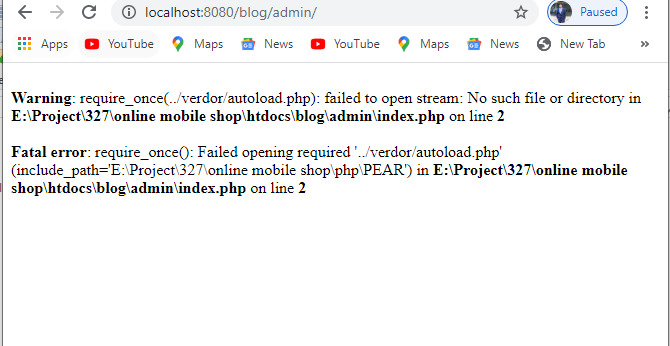 localhost:8080/blog/admin/
Paused
Apps YouTube Maps News YouTube Maps News New Tab »
Warning: require_once(../verdor/autoload.php): failed to open stream: No such file or directory in
E:\Project\327\online mobile shop\htdocs\blog\admin\index.php on line 2
Fatal error: require_once(): Failed opening required '../verdor/autoload.php'
(include_path='E:\Project\327\online mobile shop\php\PEAR') in E:\Project\327\online mobile
shop\htdocs\blog\admin\index.php on line 2